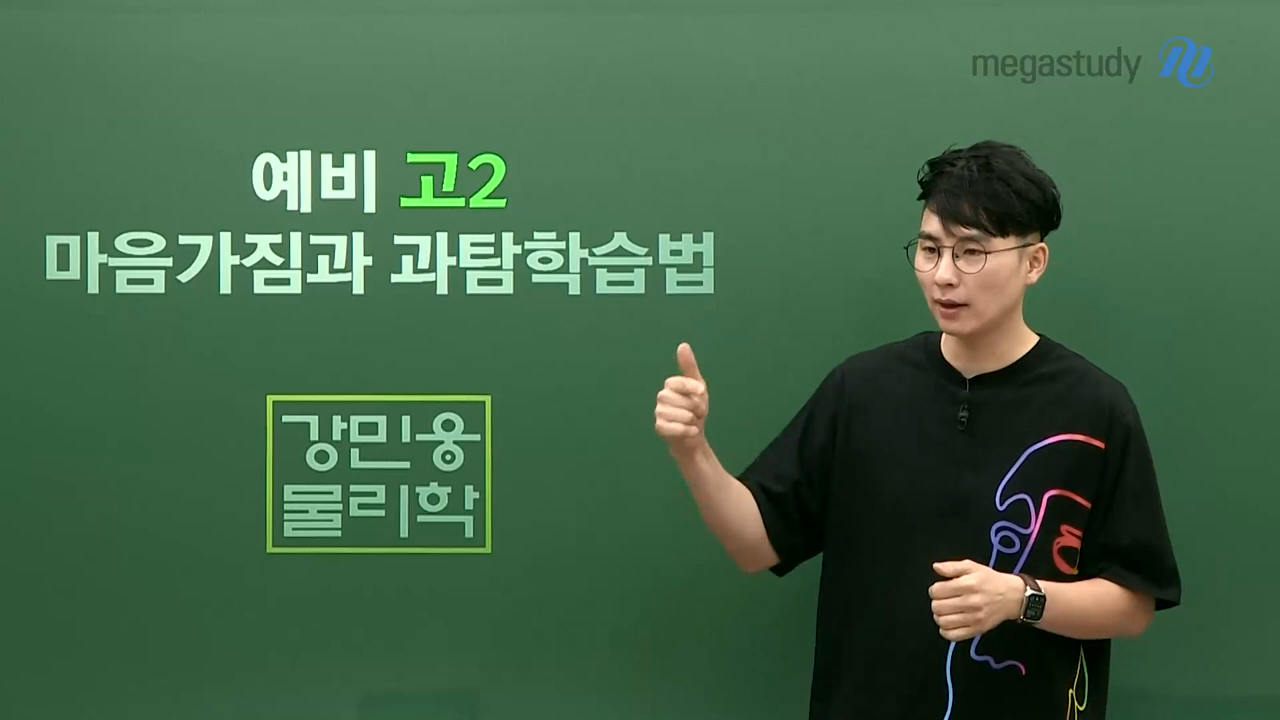 megastudy
예비 고2
마음가짐과 과탐학습법
강민웅
물리학